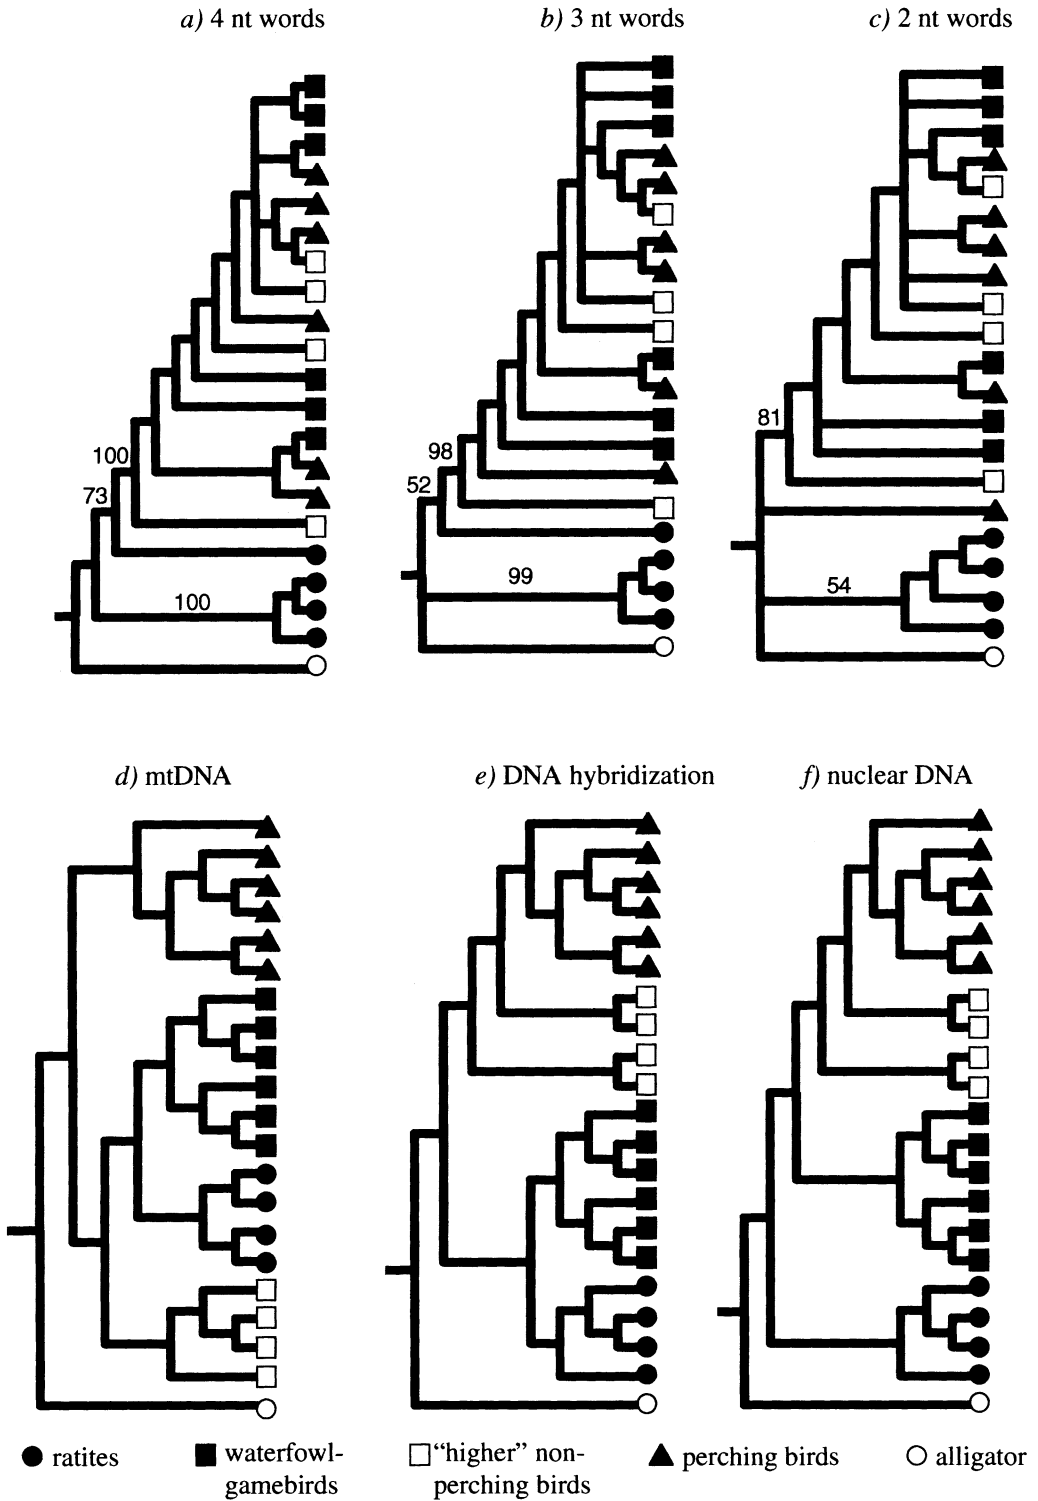 a) 4 nt words
b) 3 nt words
c) 2 nt words
100
73
100
98
52
99
81
54
d) mtDNA
e) DNA hybridization
f) nuclear DNA
ratites
waterfowl-
gamebirds
"higher" non-
perching birds
perching birds
alligator